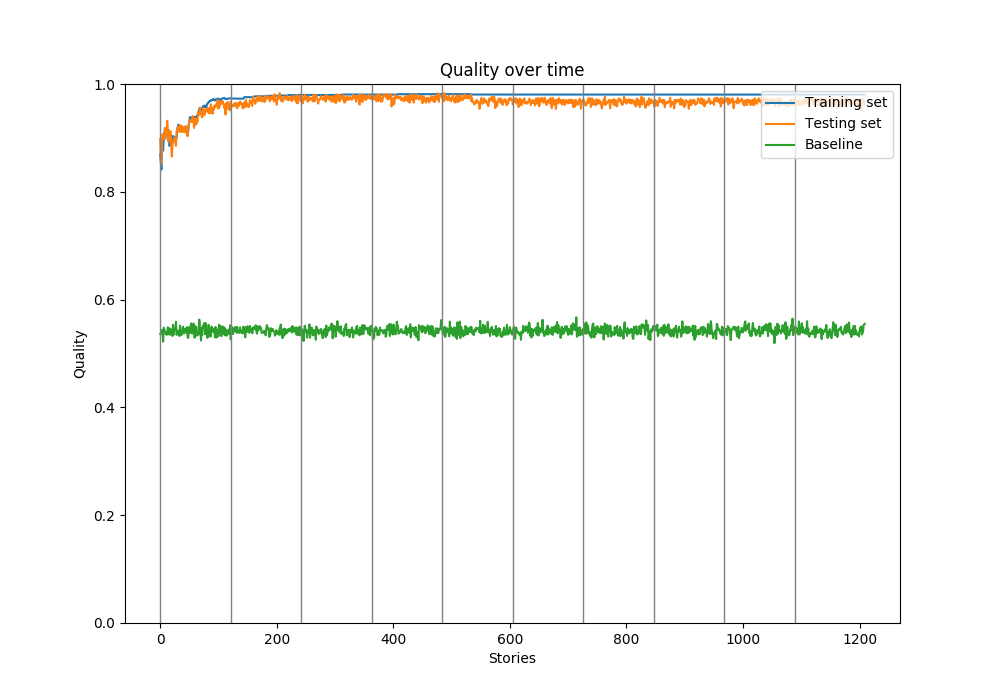 Quality over time
1.0
0.8
0.6
0.4
0.2
0.0
Quality
Training set
Testing set
Baseline
0 200 400 600 800 1000 1200
Stories